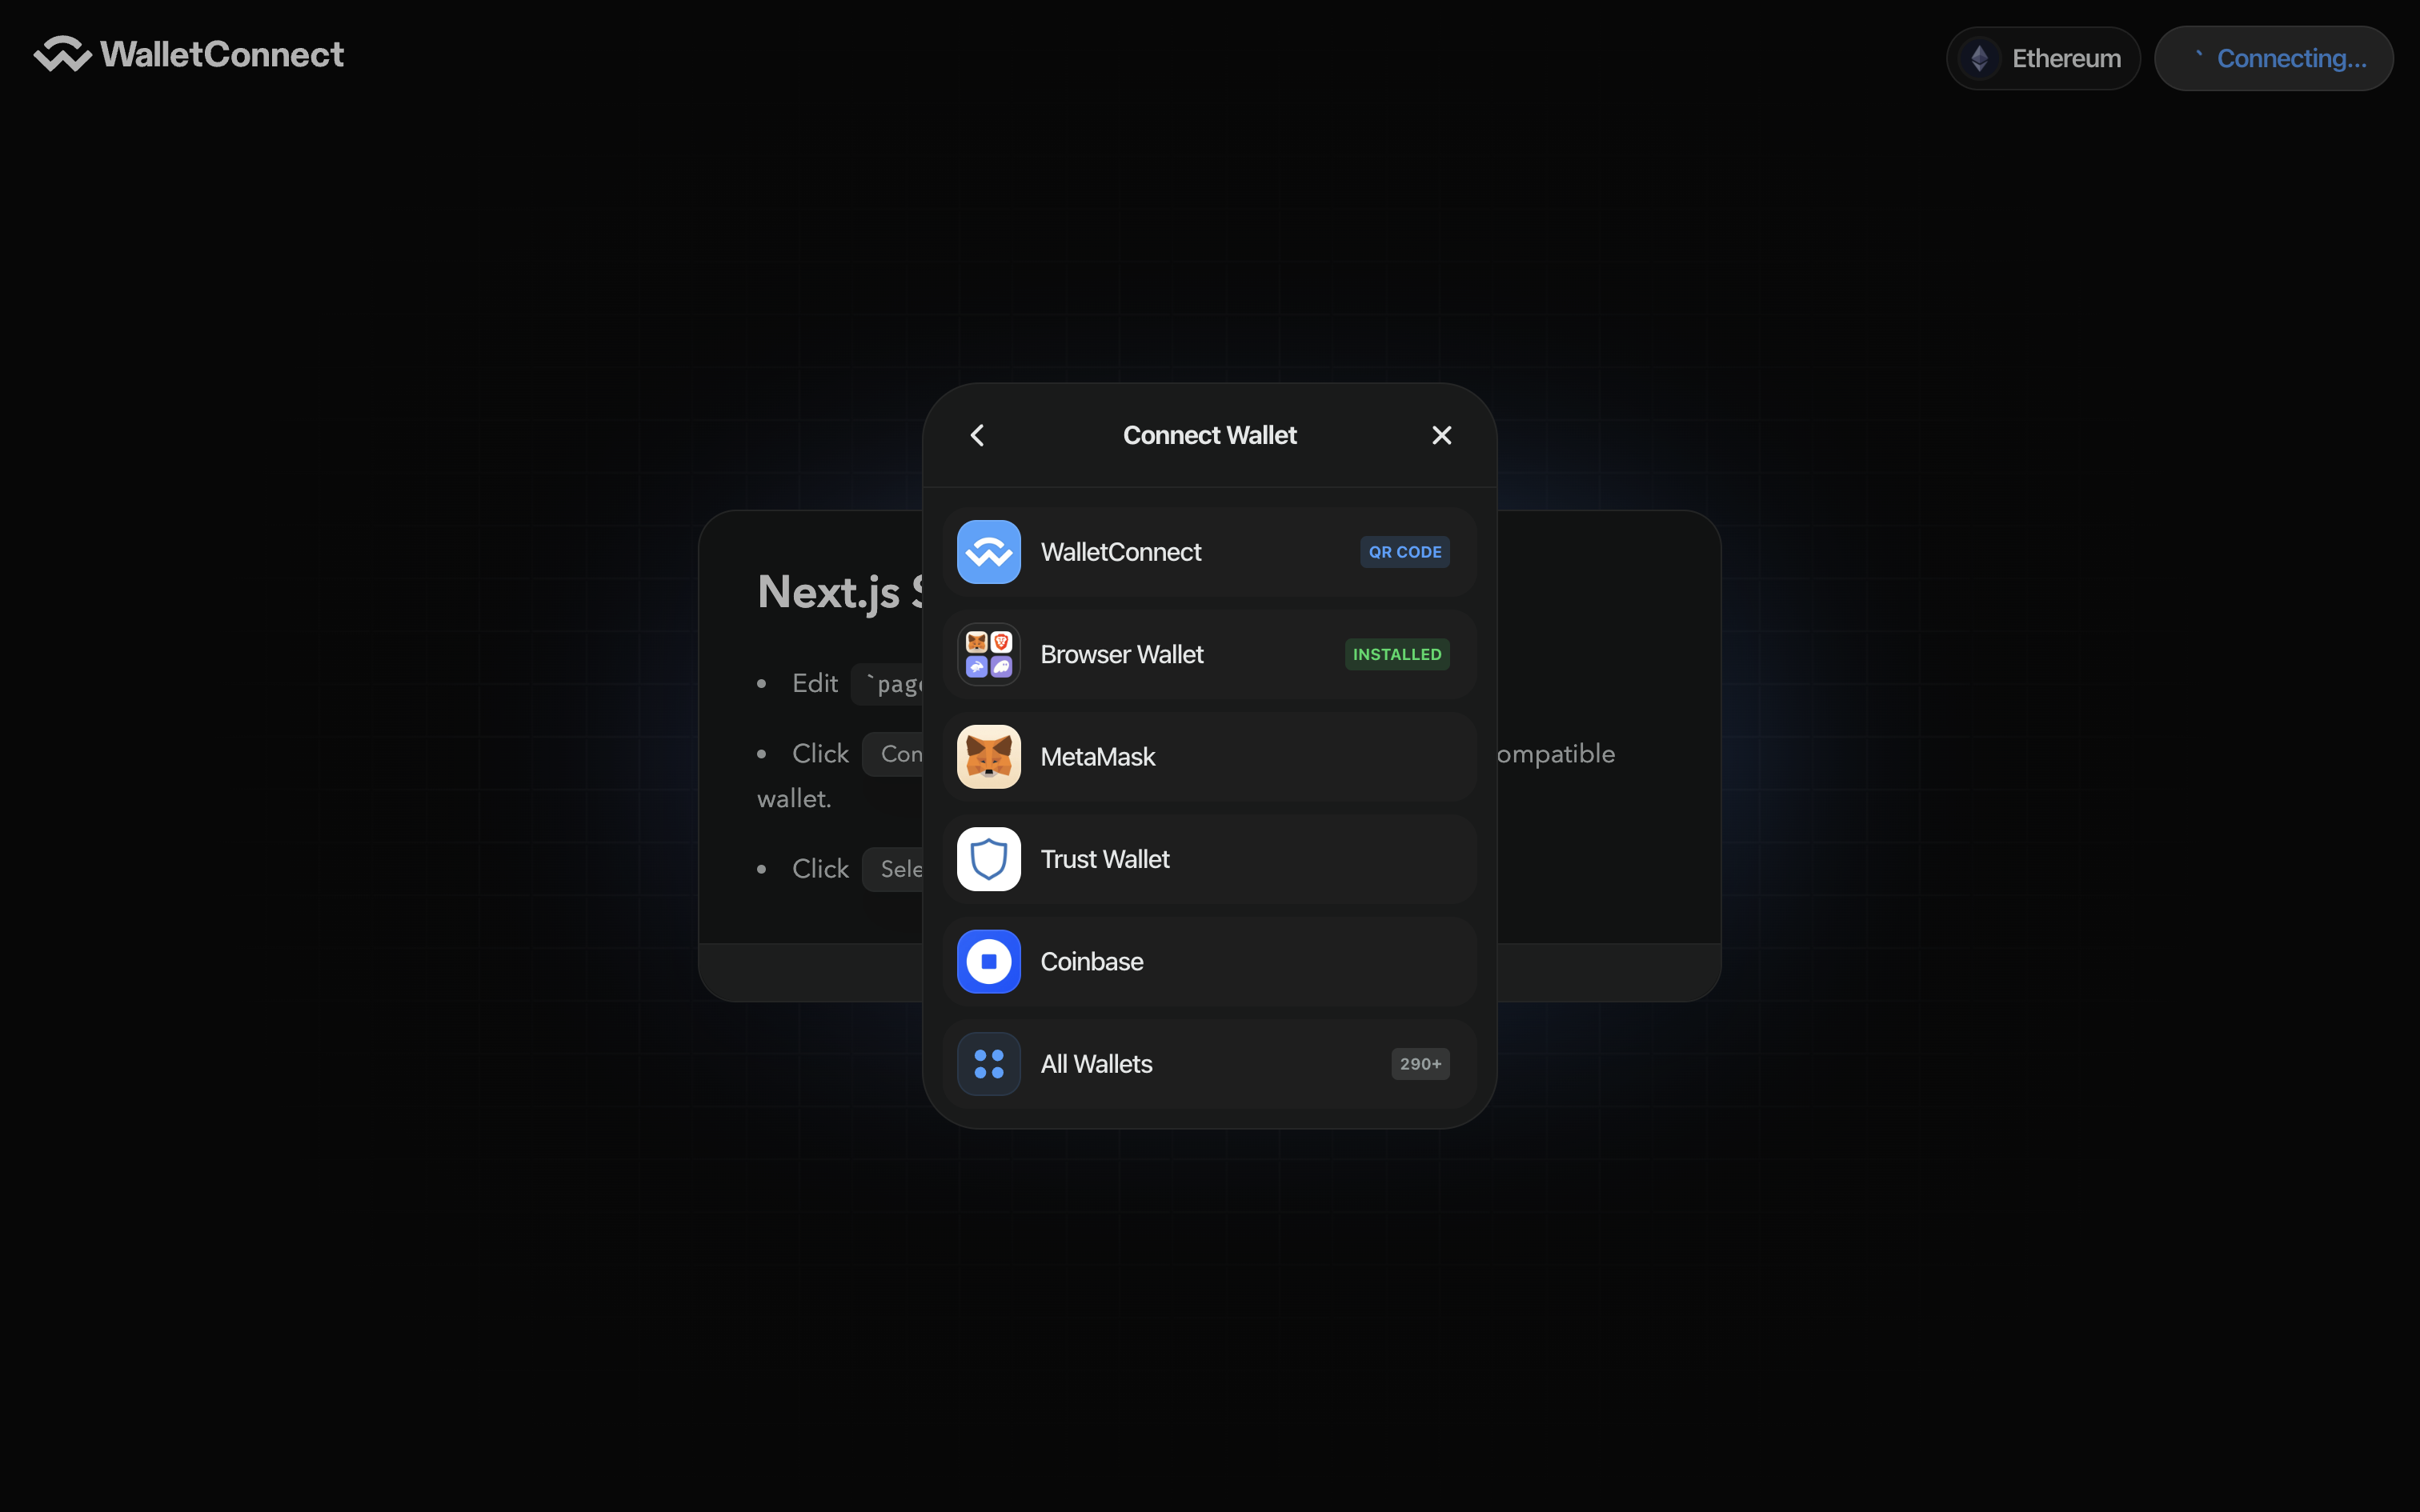 WalletConnect
Ethereum
Connecting...
Connect Wallet
WalletConnect
QR CODE
Browser Wallet
INSTALLED
MetaMask
Trust Wallet
Coinbase
All Wallets
290+
Next.js
• Edit `page
• Click Con
ompatible
wallet.
• Click Sele